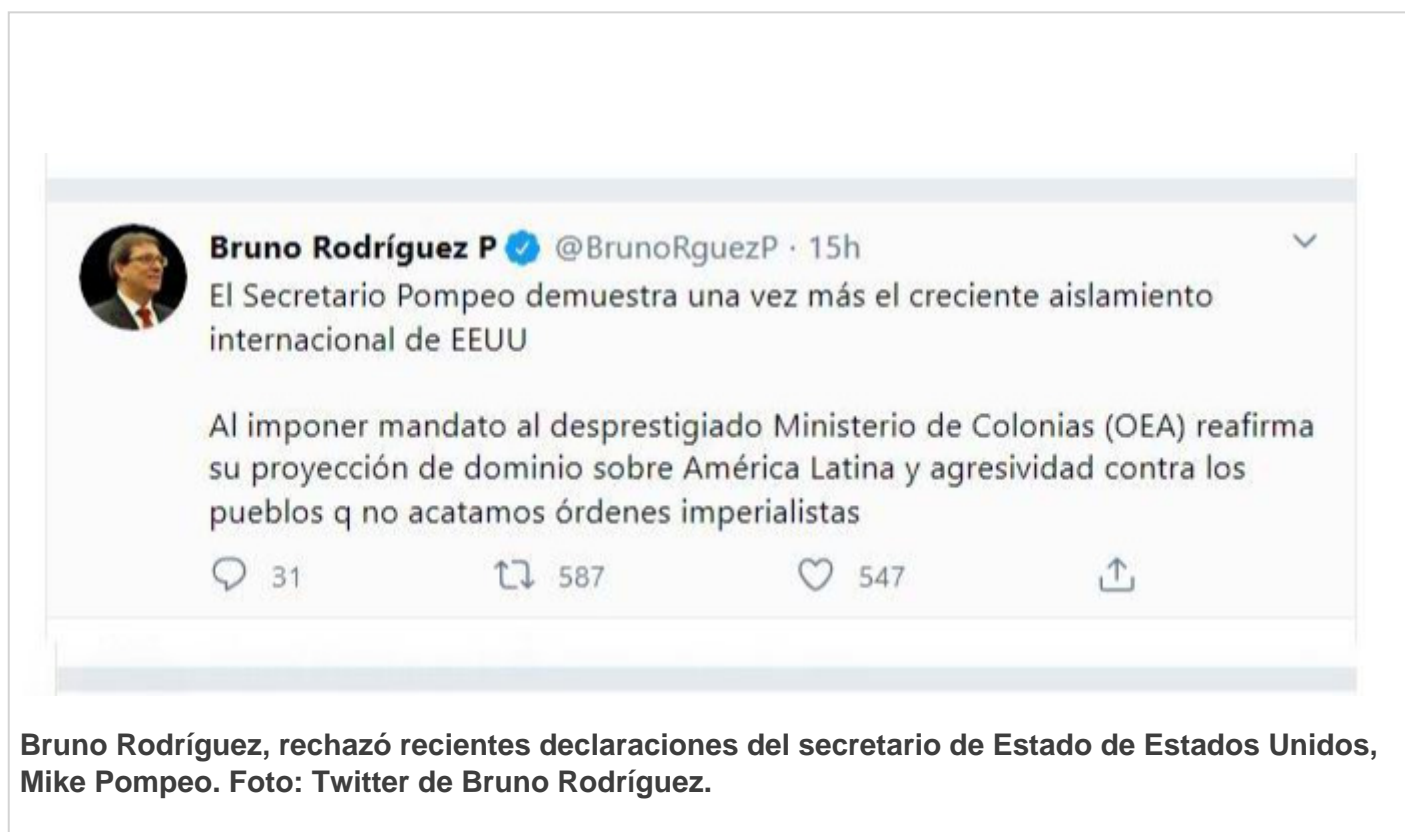 Bruno Rodríguez P @BrunoRguezP · 15h
El Secretario Pompeo demuestra una vez más el creciente aislamiento
internacional de EEUU
Al imponer mandato al desprestigiado Ministerio de Colonias (OEA) reafirma
su proyección de dominio sobre América Latina y agresividad contra los
pueblos q no acatamos órdenes imperialistas
31 587 547
Bruno Rodríguez, rechazó recientes declaraciones del secretario de Estado de Estados Unidos,
Mike Pompeo. Foto: Twitter de Bruno Rodríguez.